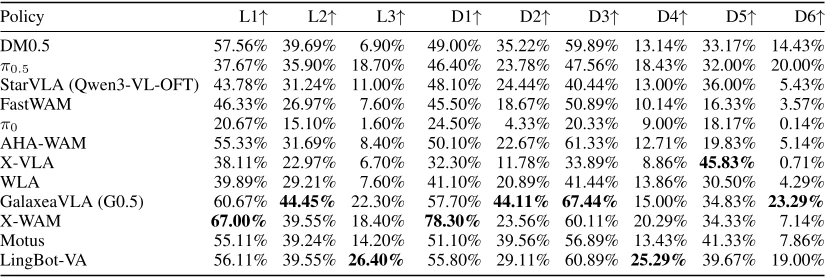 Policy L1↑ L2↑ L3↑ D1↑ D2↑ D3↑ D4↑ D5↑ D6↑
DM0.5 57.56% 39.69% 6.90% 49.00% 35.22% 59.89% 13.14% 33.17% 14.43%
π0.5 37.67% 35.90% 18.70% 46.40% 23.78% 47.56% 18.43% 32.00% 20.00%
StarVLA (Qwen3-VL-OFT) 43.78% 31.24% 11.00% 48.10% 24.44% 40.44% 13.00% 36.00% 5.43%
FastWAM 46.33% 26.97% 7.60% 45.50% 18.67% 50.89% 10.14% 16.33% 3.57%
π0 20.67% 15.10% 1.60% 24.50% 4.33% 20.33% 9.00% 18.17% 0.14%
AHA-WAM 55.33% 31.69% 8.40% 50.10% 22.67% 61.33% 12.71% 19.83% 5.14%
X-VLA 38.11% 22.97% 6.70% 32.30% 11.78% 33.89% 8.86% 45.83% 0.71%
WLA 39.89% 29.21% 7.60% 41.10% 20.89% 41.44% 13.86% 30.50% 4.29%
GalaxeaVLA (G0.5) 60.67% 44.45% 22.30% 57.70% 44.11% 67.44% 15.00% 34.83% 23.29%
X-WAM 67.00% 39.55% 18.40% 78.30% 23.56% 60.11% 20.29% 34.33% 7.14%
Motus 55.11% 39.24% 14.20% 51.10% 39.56% 56.89% 13.43% 41.33% 7.86%
LingBot-VA 56.11% 39.55% 26.40% 55.80% 29.11% 60.89% 25.29% 39.67% 19.00%